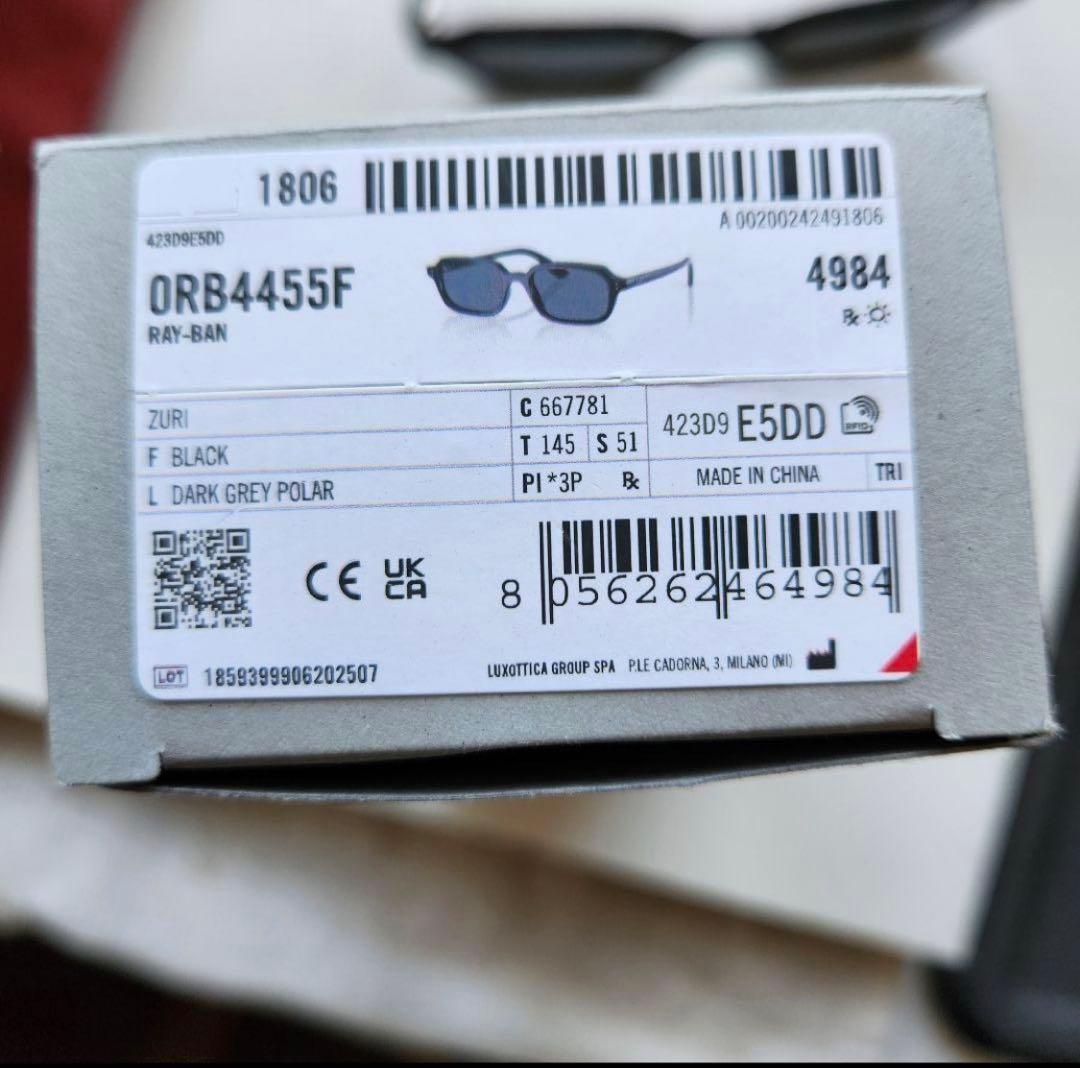 1806
A 00200242491806
423D9E5DD
0RB4455F
4984
RAY-BAN
Rx
ZURI
C 667781
423D9 E5DD
RFID
F BLACK
T 145 S 51
L DARK GREY POLAR
PI *3P Rx
MADE IN CHINA
TRI
CE UK CA
8 056262 464984
LOT 1859399906202507
LUXOTTICA GROUP SPA P.LE CADORNA, 3, MILANO (MI)